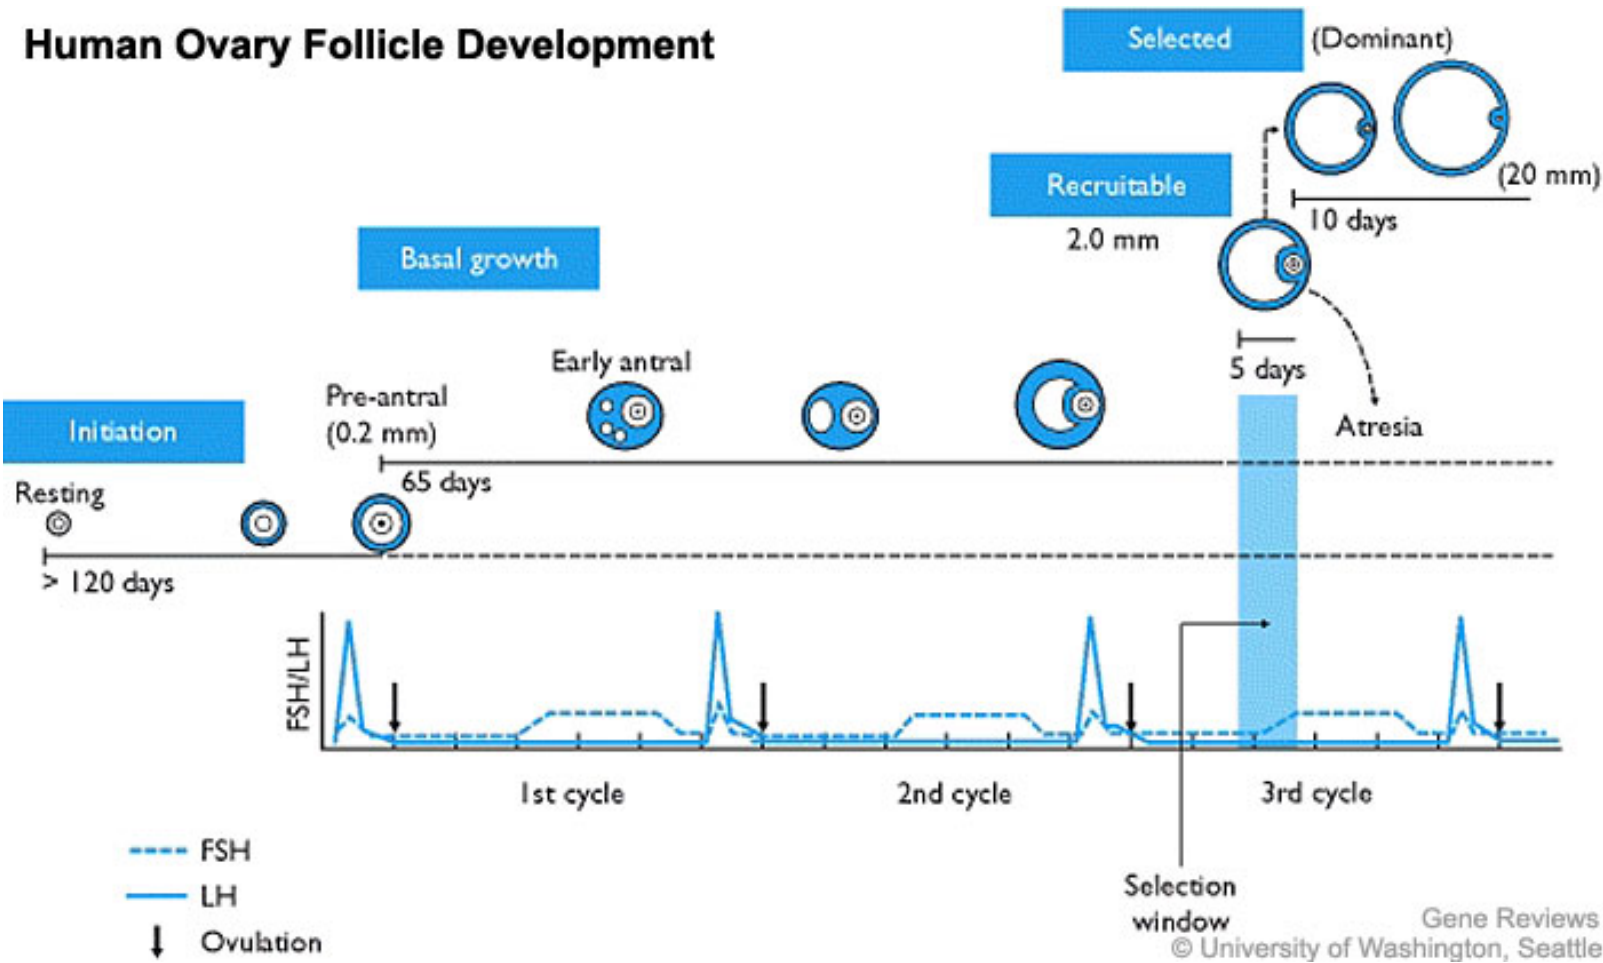 Human Ovary Follicle Development
Selected
(Dominant)
(20 mm)
10 days
Recruitable
2.0 mm
5 days
Atresia
Basal growth
Early antral
Pre-antral
(0.2 mm)
65 days
Initiation
Resting
> 120 days
FSH/LH
1st cycle
2nd cycle
3rd cycle
FSH
LH
Ovulation
Selection
window
Gene Reviews
© University of Washington, Seattle